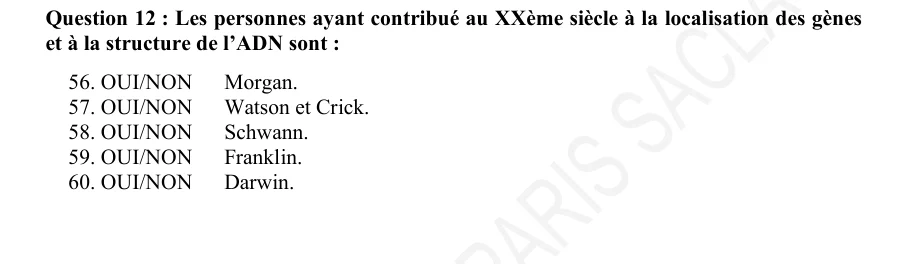 Question 12 : Les personnes ayant contribué au XXème siècle à la localisation des gènes
et à la structure de l’ADN sont :
56. OUI/NON Morgan.
57. OUI/NON Watson et Crick.
58. OUI/NON Schwann.
59. OUI/NON Franklin.
60. OUI/NON Darwin.
PARIS SACLA